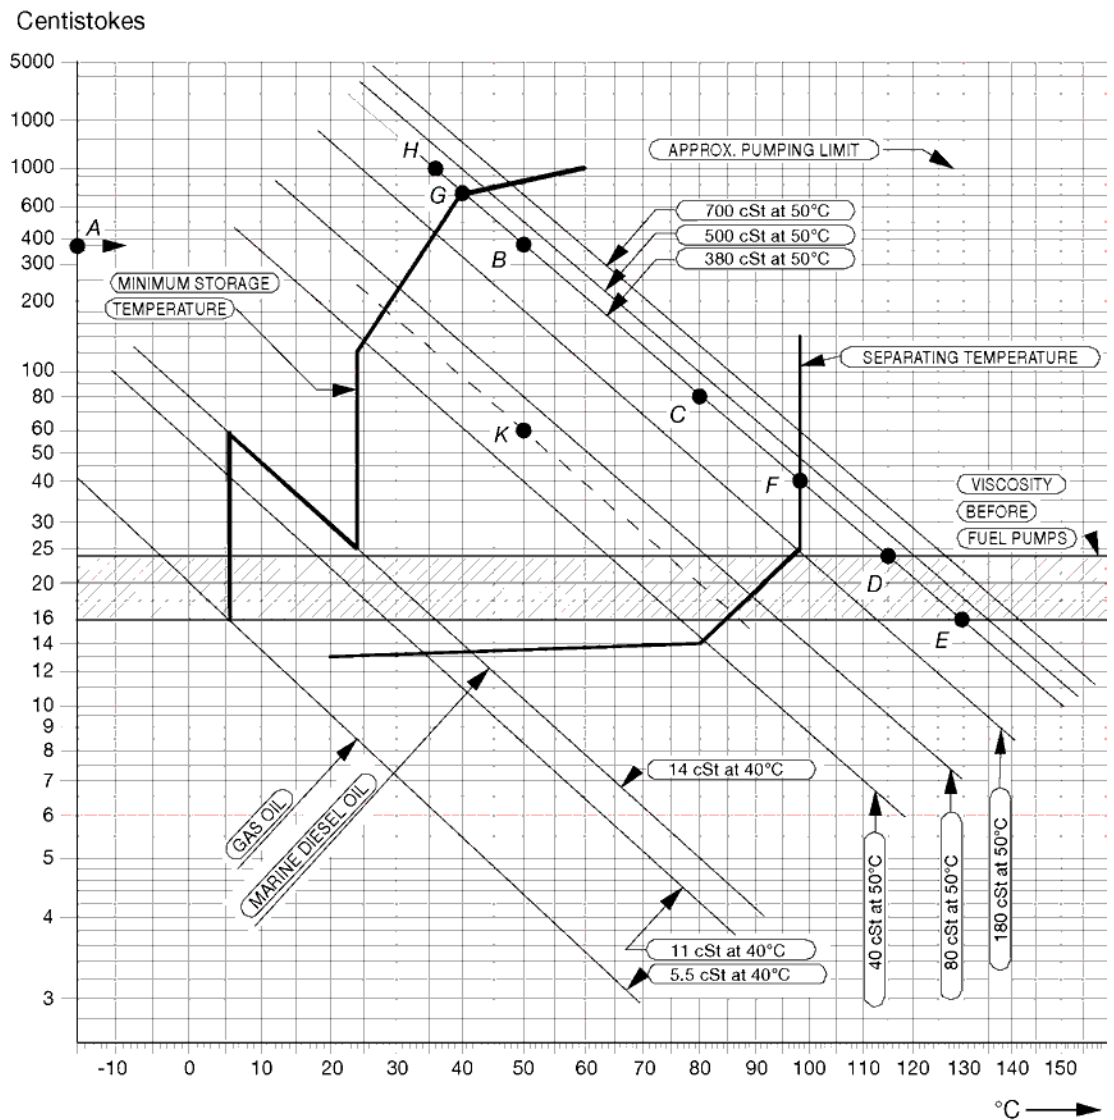 Centistokes
5000
1000
1000
600
400
300
200
100
80
60
50
40
30
25
20
16
14
12
10
9
8
7
6
5
4
3
H
G
A
B
C
K
F
D
E
APPROX. PUMPING LIMIT
700 cSt at 50°C
500 cSt at 50°C
380 cSt at 50°C
MINIMUM STORAGE
TEMPERATURE
SEPARATING TEMPERATURE
VISCOSITY
BEFORE
FUEL PUMPS
14 cSt at 40°C
GAS OIL
MARINE DIESEL OIL
11 cSt at 40°C
5.5 cSt at 40°C
40 cSt at 50°C
80 cSt at 50°C
180 cSt at 50°C
-10 0 10 20 30 40 50 60 70 80 90 100 110 120 130 140 150
°C